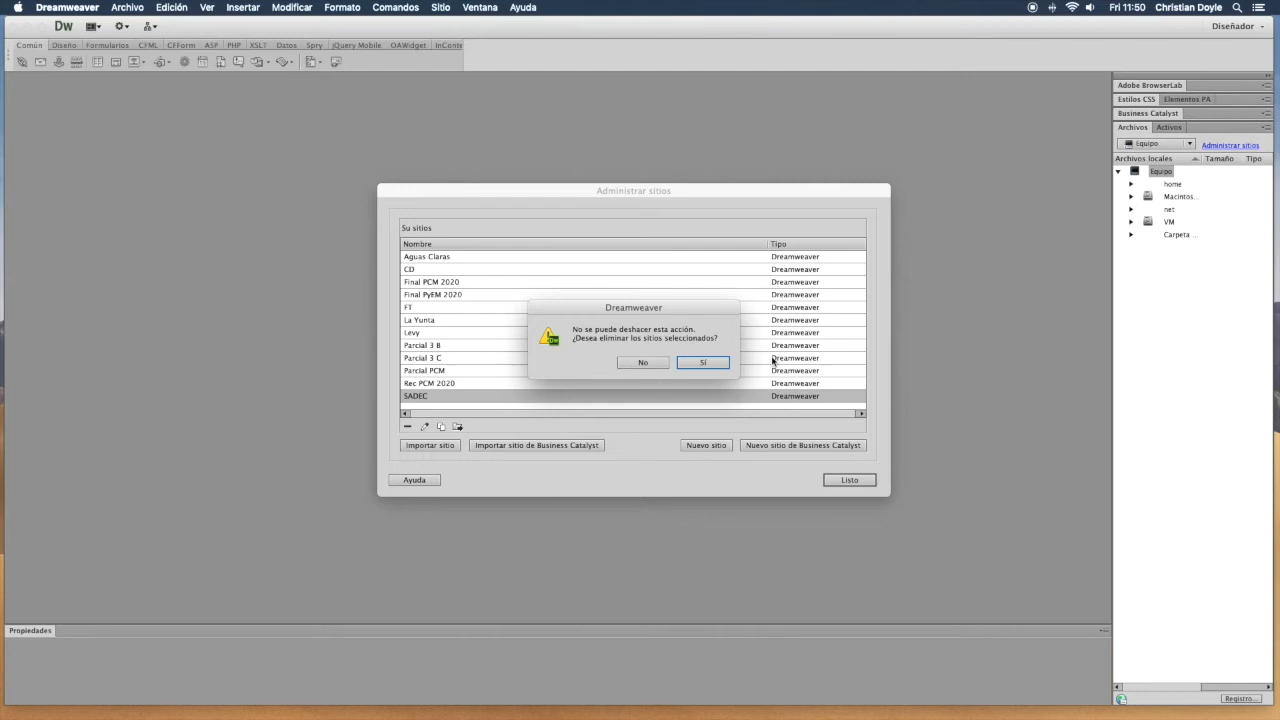 Dreamweaver Archivo Edición Ver Insertar Modificar Formato Comandos Sitio Ventana Ayuda Fri 11:50 Christian Doyle
Dw Diseñador
Común Diseño Formularios CFML CFForm ASP PHP XSLT Datos Spry jQuery Mobile OAWidget InConte
Adobe BrowserLab
Estilos CSS Elementos PA
Business Catalyst
Archivos Activos
Equipo Administrar sitios
Archivos locales Tamaño Tipo
Equipo
home
Macintos...
net
VM
Carpeta ...
Administrar sitios
Su sitios
Nombre Tipo
Aguas Claras Dreamweaver
CD Dreamweaver
Final PCM 2020 Dreamweaver
Final PyEM 2020 Dreamweaver
FT Dreamweaver
La Yunta Dreamweaver
Levy Dreamweaver
Parcial 3 B Dreamweaver
Parcial 3 C Dreamweaver
Parcial PCM Dreamweaver
Rec PCM 2020 Dreamweaver
SADEC Dreamweaver
Dreamweaver
No se puede deshacer esta acción.
¿Desea eliminar los sitios seleccionados?
No Sí
Importar sitio Importar sitio de Business Catalyst Nuevo sitio Nuevo sitio de Business Catalyst
Ayuda Listo
Propiedades
Registro...